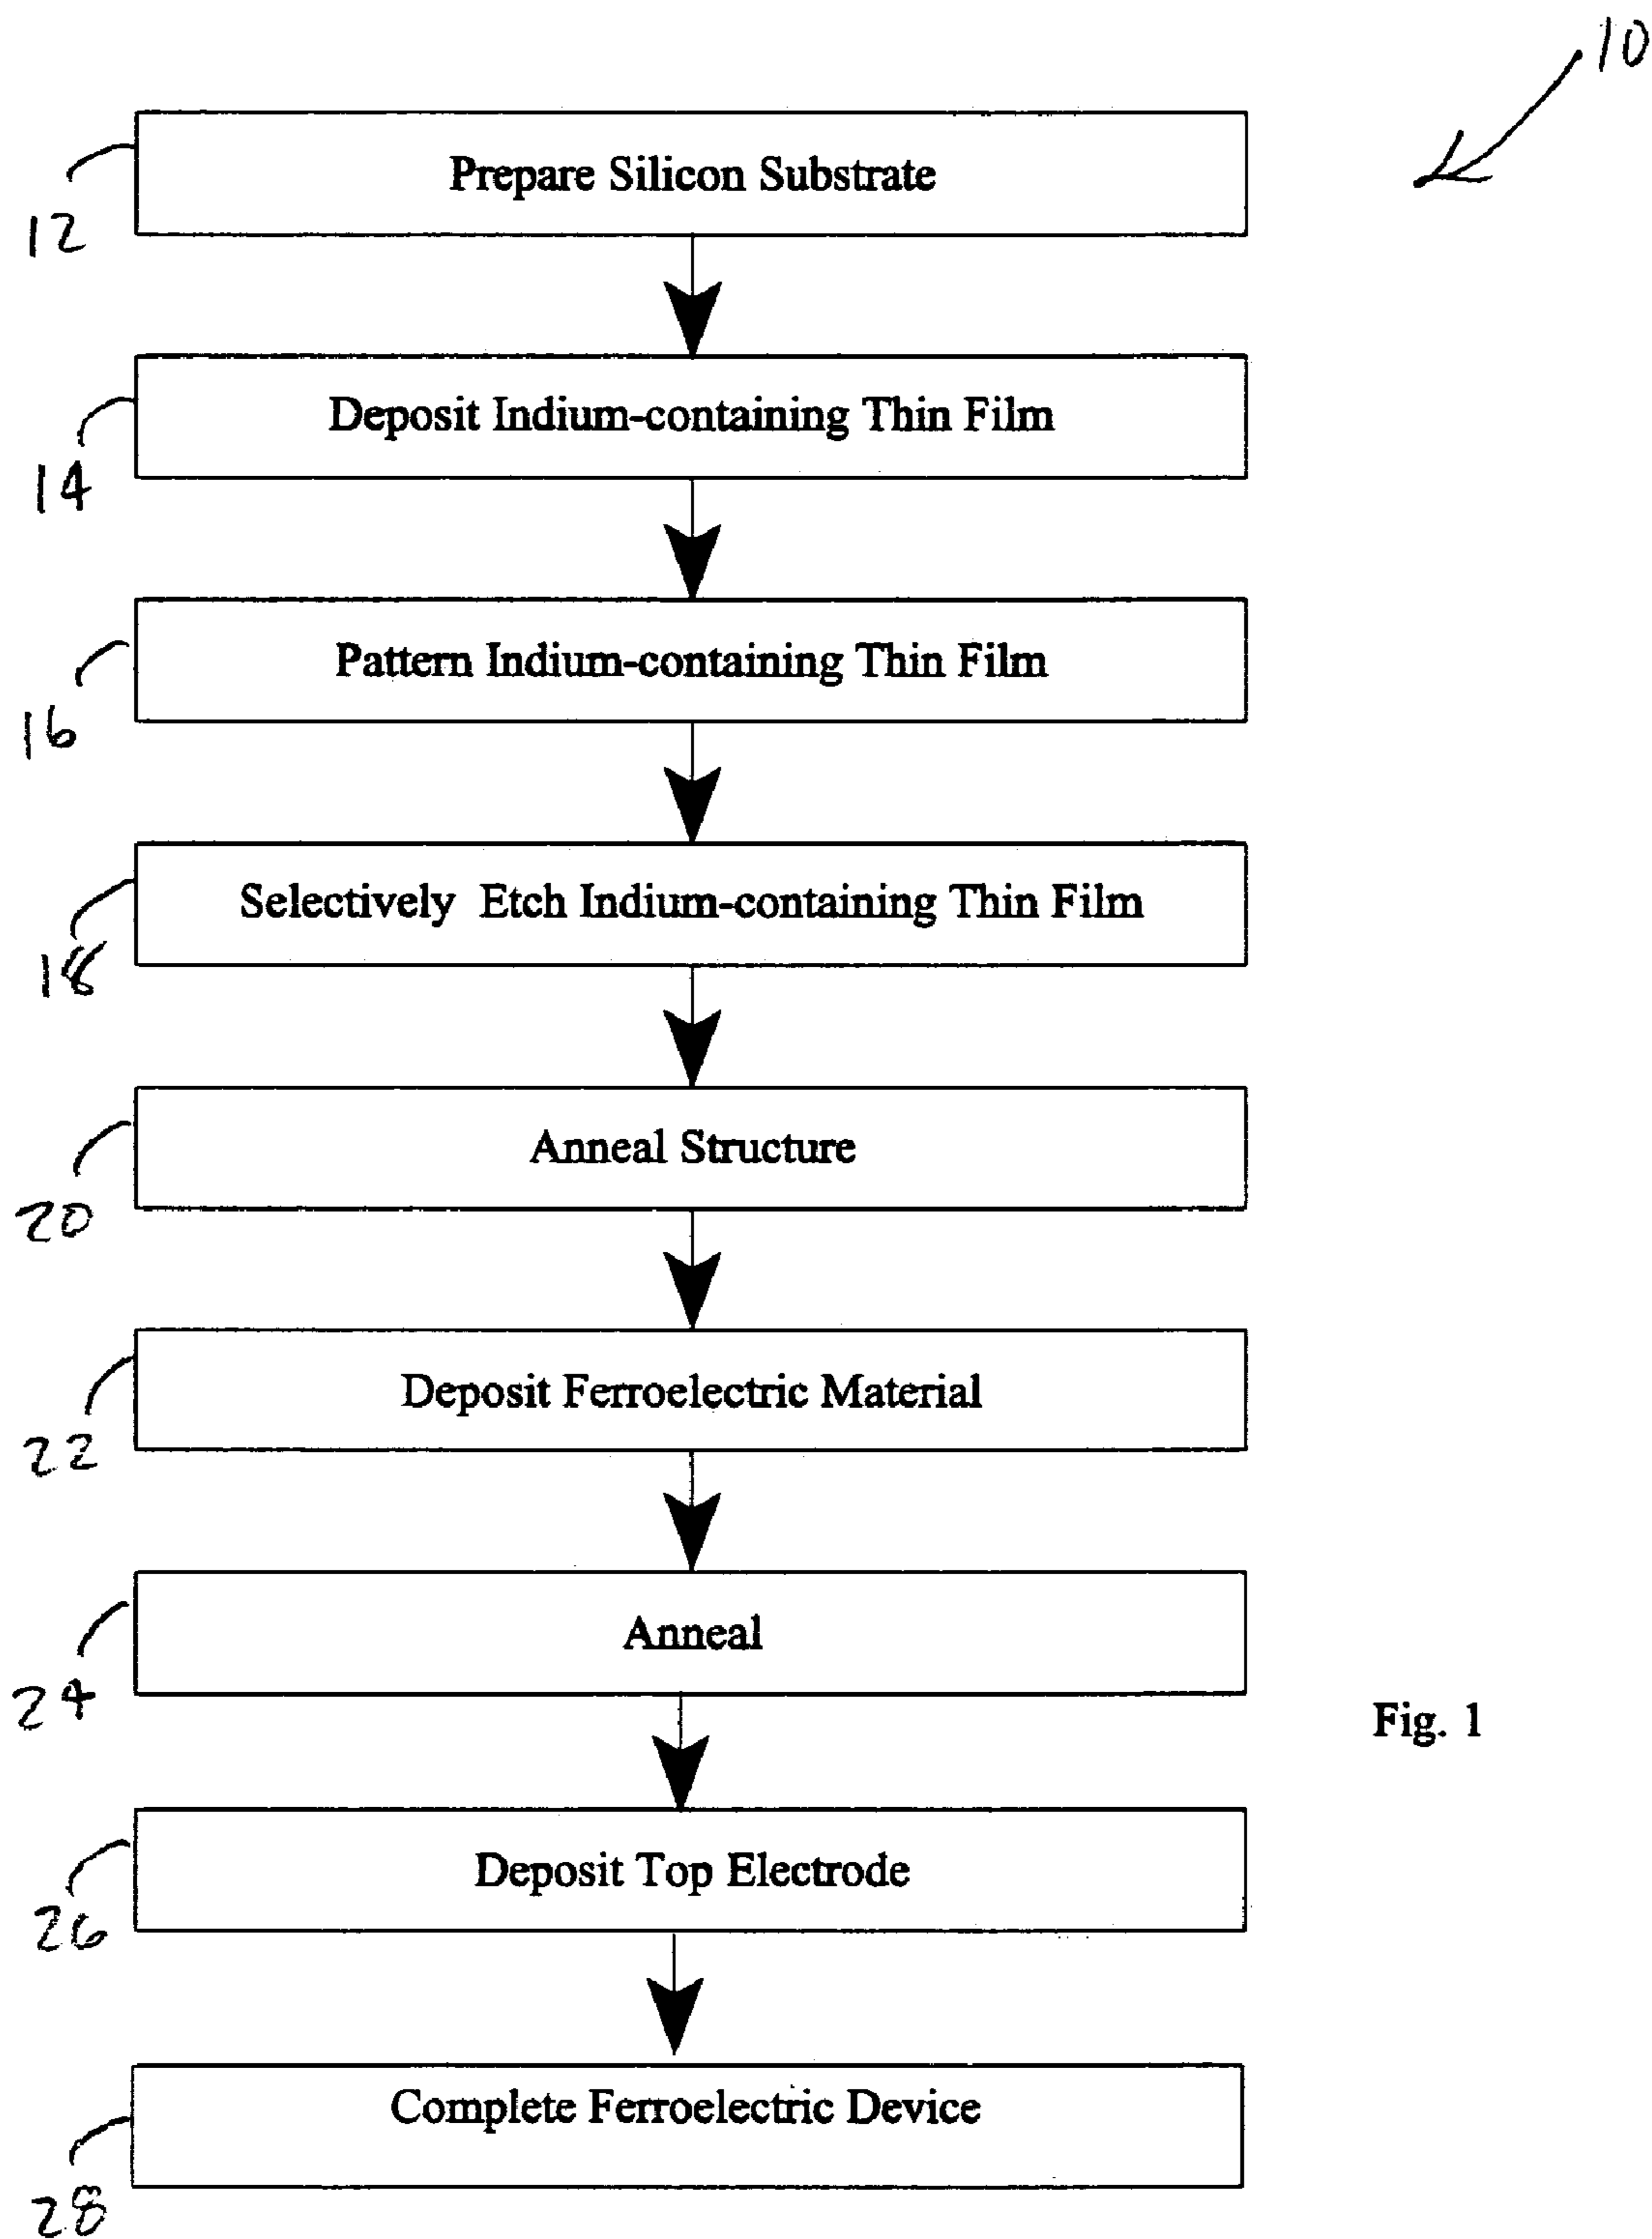 10
Prepare Silicon Substrate
12
Deposit Indium-containing Thin Film
14
Pattern Indium-containing Thin Film
16
Selectively Etch Indium-containing Thin Film
18
Anneal Structure
20
Deposit Ferroelectric Material
22
Anneal
24
Fig. 1
Deposit Top Electrode
26
Complete Ferroelectric Device
28